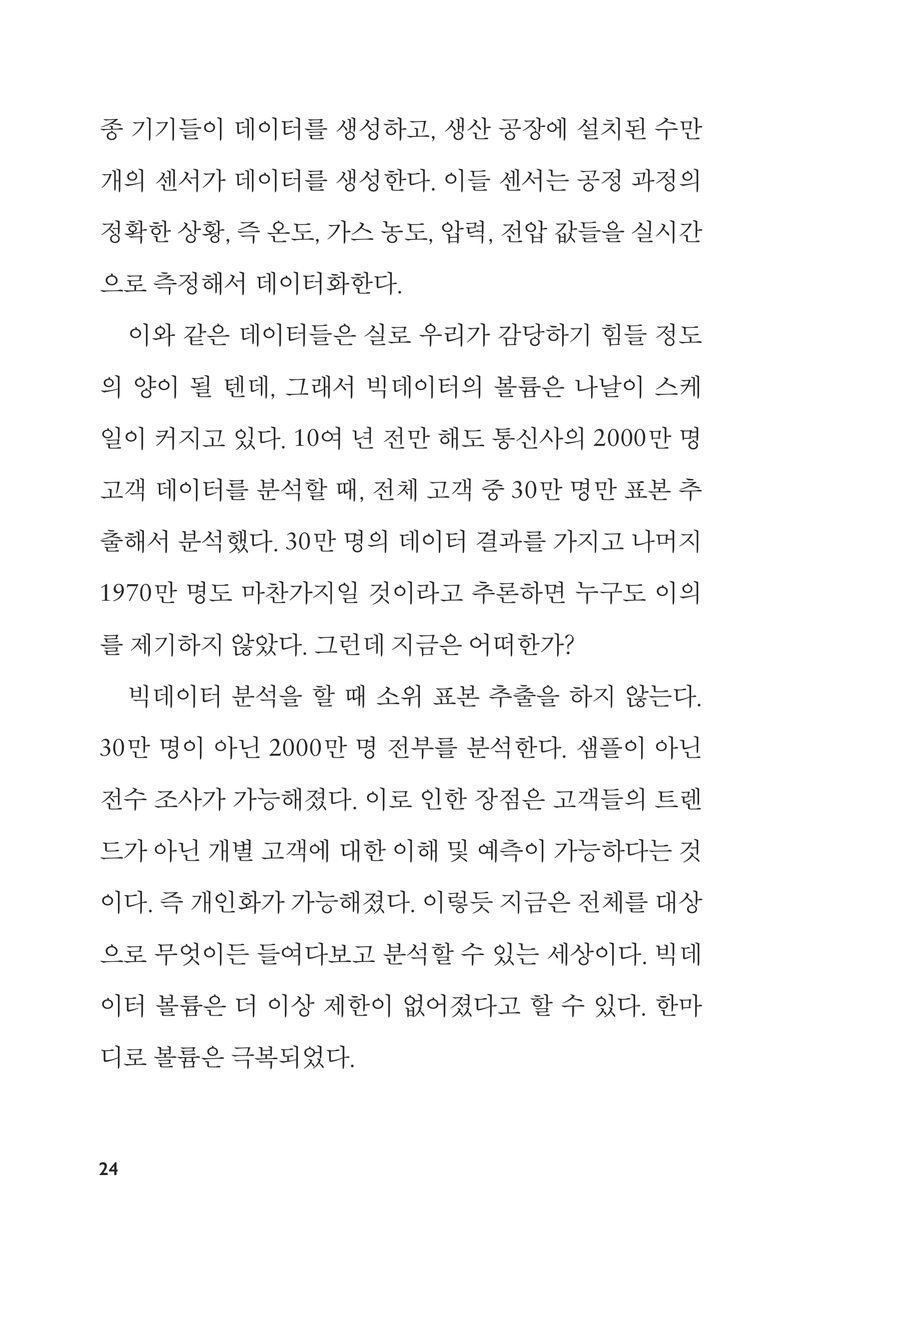 종 기기들이 데이터를 생성하고, 생산 공장에 설치된 수만
개의 센서가 데이터를 생성한다. 이들 센서는 공정 과정의
정확한 상황, 즉 온도, 가스 농도, 압력, 전압 값들을 실시간
으로 측정해서 데이터화한다.
이와 같은 데이터들은 실로 우리가 감당하기 힘들 정도
의 양이 될 텐데, 그래서 빅데이터의 볼륨은 나날이 스케
일이 커지고 있다. 10여 년 전만 해도 통신사의 2000만 명
고객 데이터를 분석할 때, 전체 고객 중 30만 명만 표본 추
출해서 분석했다. 30만 명의 데이터 결과를 가지고 나머지
1970만 명도 마찬가지일 것이라고 추론하면 누구도 이의
를 제기하지 않았다. 그런데 지금은 어떠한가?
빅데이터 분석을 할 때 소위 표본 추출을 하지 않는다.
30만 명이 아닌 2000만 명 전부를 분석한다. 샘플이 아닌
전수 조사가 가능해졌다. 이로 인한 장점은 고객들의 트렌
드가 아닌 개별 고객에 대한 이해 및 예측이 가능하다는 것
이다. 즉 개인화가 가능해졌다. 이렇듯 지금은 전체를 대상
으로 무엇이든 들여다보고 분석할 수 있는 세상이다. 빅데
이터 볼륨은 더 이상 제한이 없어졌다고 할 수 있다. 한마
디로 볼륨은 극복되었다.
24